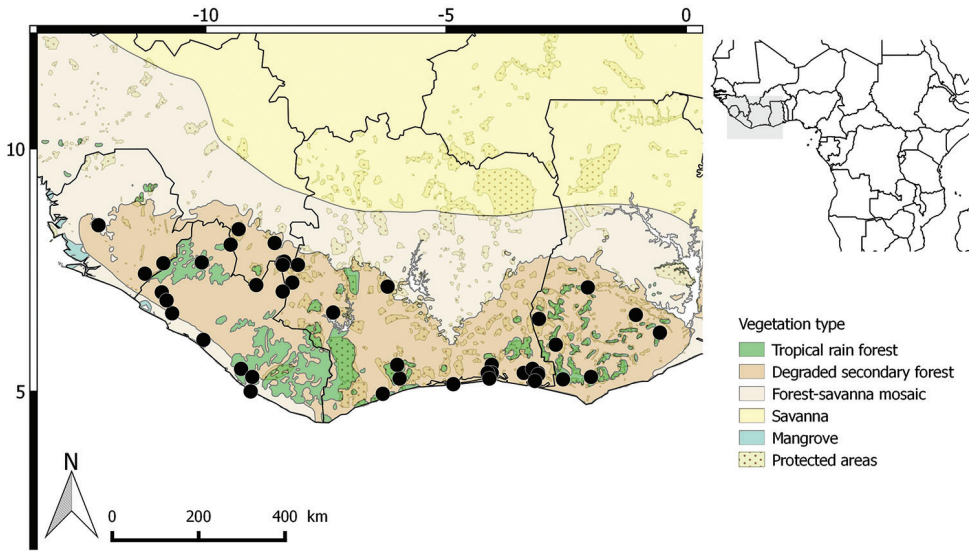 -10 -5 0
10
5
N
0 200 400 km
Vegetation type
Tropical rain forest
Degraded secondary forest
Forest-savanna mosaic
Savanna
Mangrove
Protected areas